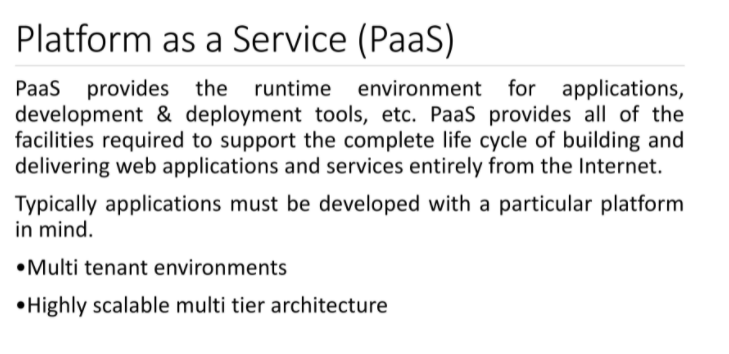 Platform as a Service (PaaS)
PaaS provides the runtime environment for applications,
development & deployment tools, etc. PaaS provides all of the
facilities required to support the complete life cycle of building and
delivering web applications and services entirely from the Internet.
Typically applications must be developed with a particular platform
in mind.
•Multi tenant environments
•Highly scalable multi tier architecture